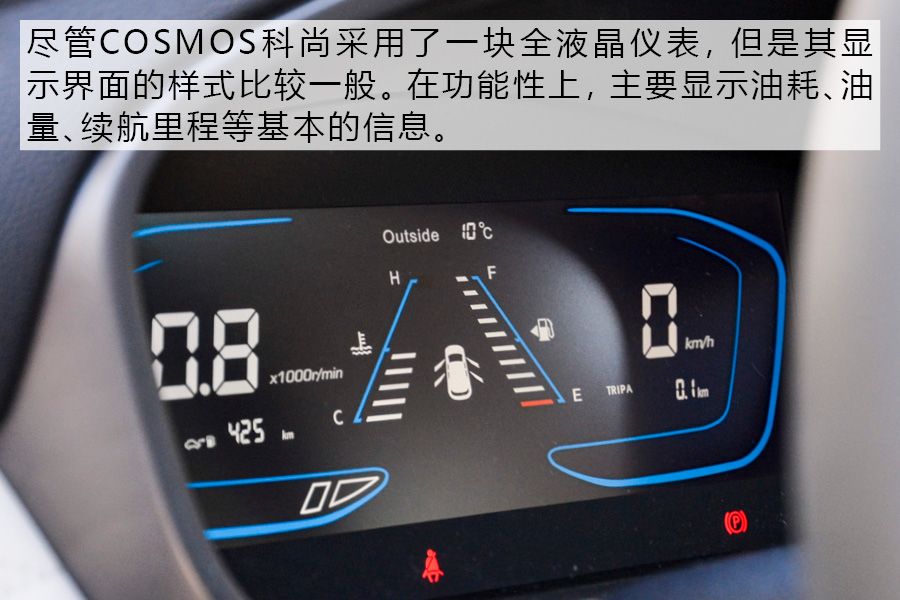 尽管COSMOS科尚采用了一块全液晶仪表，但是其显
示界面的样式比较一般。在功能性上，主要显示油耗、油
量、续航里程等基本的信息。
Outside 10°C
H F
0.8 x1000r/min
0 km/h
C E
TRIP A 0.1 km
425 km
P